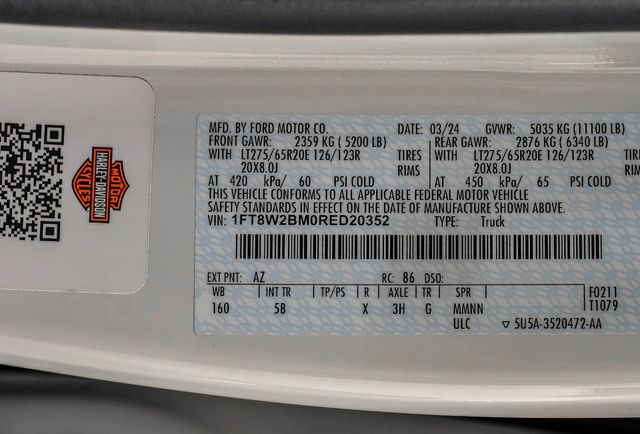 MOTOR
HARLEY-DAVIDSON
CYCLES
MFD. BY FORD MOTOR CO. DATE: 03/24 GVWR: 5035 KG (11100 LB)
FRONT GAWR: 2359 KG ( 5200 LB) REAR GAWR: 2876 KG ( 6340 LB)
WITH LT275/65R20E 126/123R TIRES WITH LT275/65R20E 126/123R TIRES
20X8.0J RIMS 20X8.0J RIMS
AT 420 kPa/ 60 PSI COLD AT 450 kPa/ 65 PSI COLD
THIS VEHICLE CONFORMS TO ALL APPLICABLE FEDERAL MOTOR VEHICLE
SAFETY STANDARDS IN EFFECT ON THE DATE OF MANUFACTURE SHOWN ABOVE.
VIN: 1FT8W2BM0RED20352 TYPE: Truck
EXT PNT: AZ RC: 86 DSO:
WB INT TR TP/PS R AXLE TR SPR F0211
160 5B X 3H G MMNN T1079
ULC ▽ 5U5A-3520472-AA